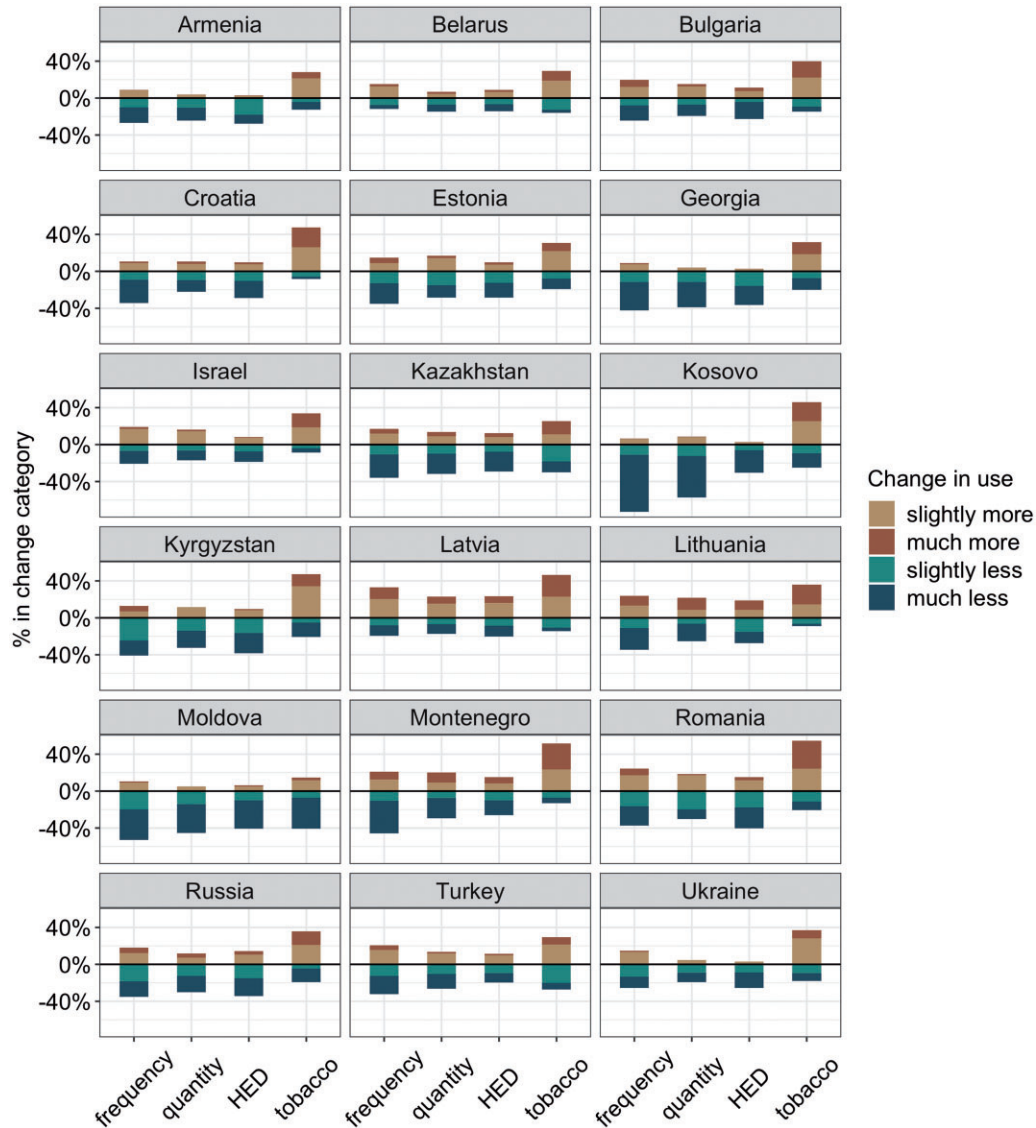 Armenia Belarus Bulgaria
40%
0%
-40%
Croatia Estonia Georgia
40%
0%
-40%
Israel Kazakhstan Kosovo
40%
0%
-40%
Kyrgyzstan Latvia Lithuania
40%
0%
-40%
Moldova Montenegro Romania
40%
0%
-40%
Russia Turkey Ukraine
40%
0%
-40%
frequency quantity HED tobacco frequency quantity HED tobacco frequency quantity HED tobacco
% in change category
Change in use
slightly more
much more
slightly less
much less